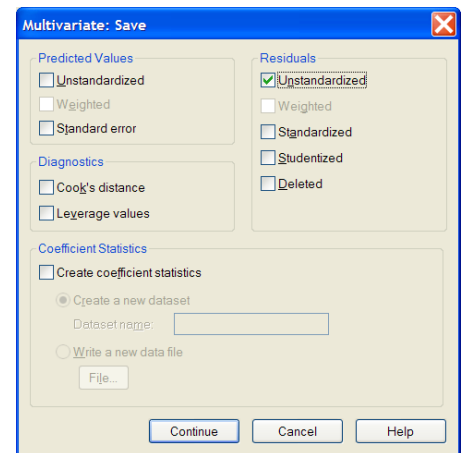 Multivariate: Save
Predicted Values
Unstandardized
Weighted
Standard error
Residuals
Unstandardized
Weighted
Standardized
Studentized
Deleted
Diagnostics
Cook's distance
Leverage values
Coefficient Statistics
Create coefficient statistics
Create a new dataset
Dataset name:
Write a new data file
File...
Continue
Cancel
Help